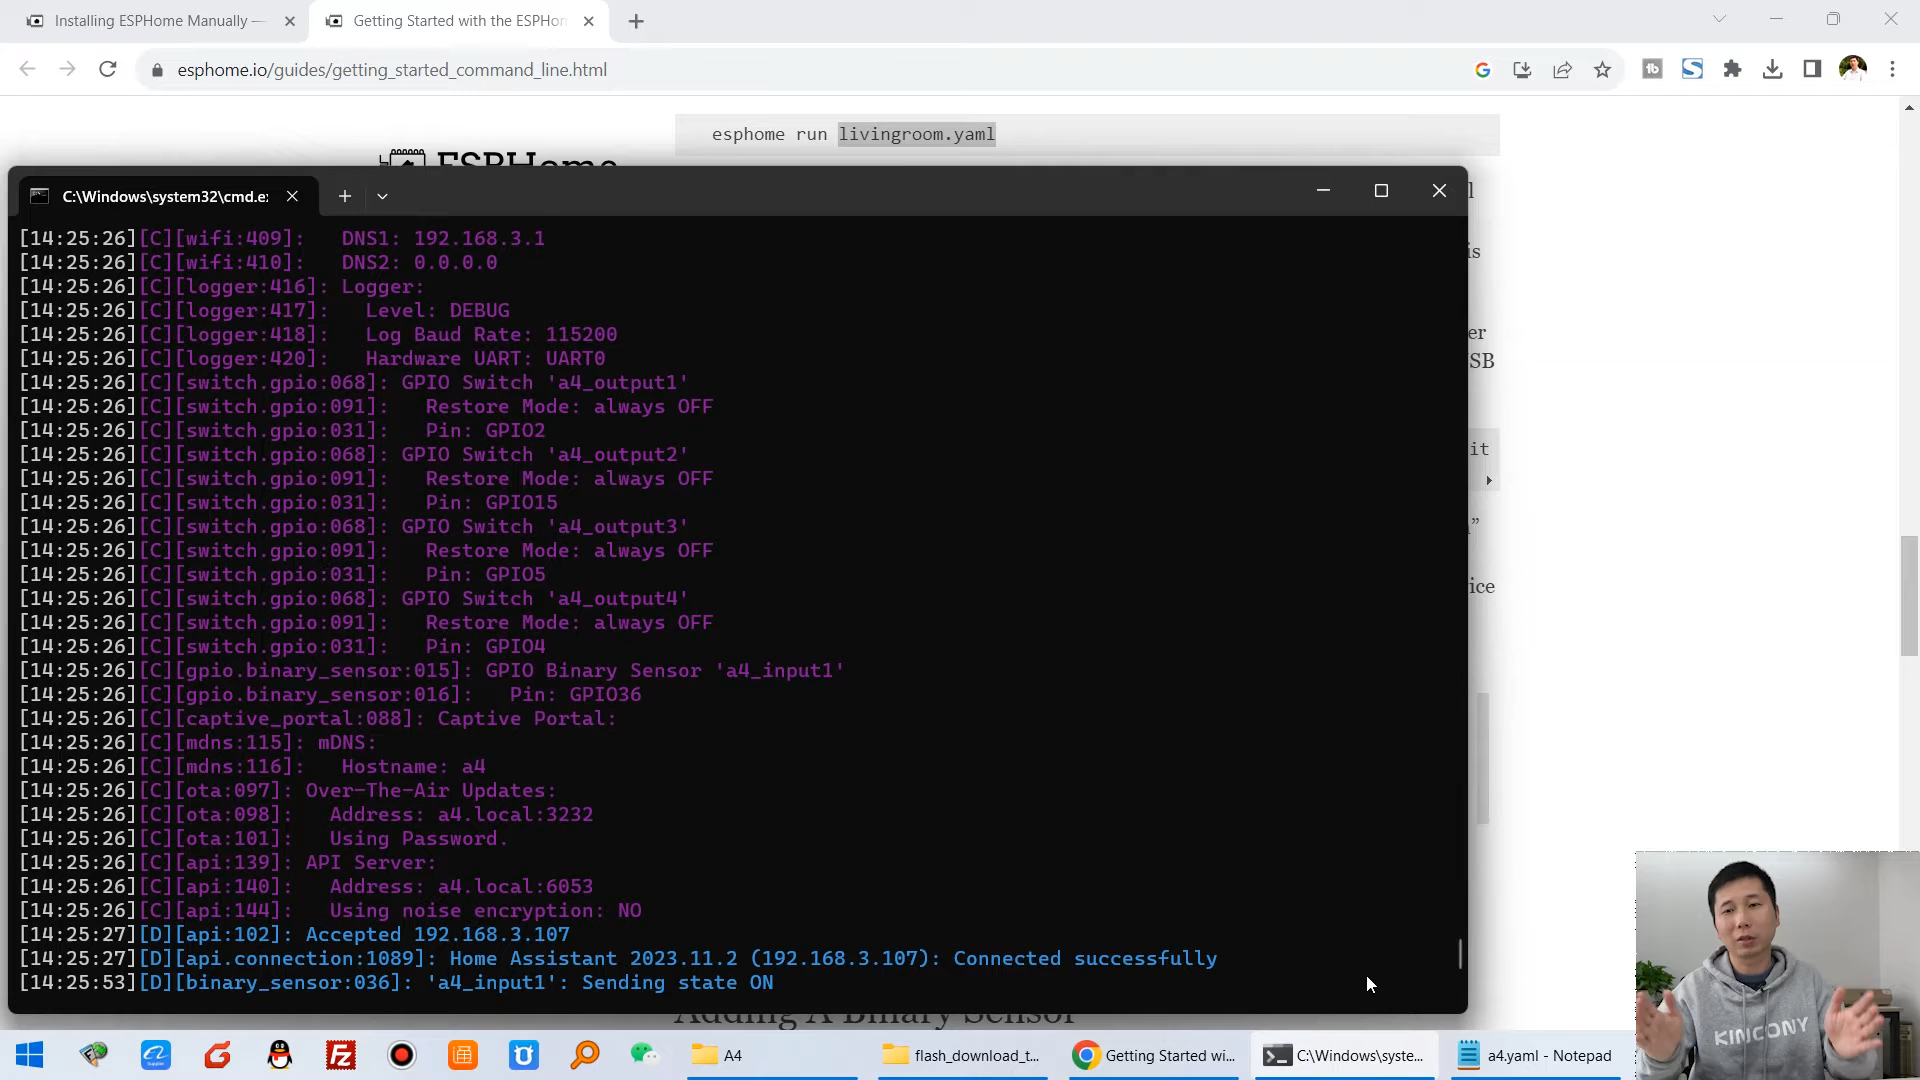 Installing ESPHome Manually —
Getting Started with the ESPHom
esphome.io/guides/getting_started_command_line.html
esphome run livingroom.yaml
ESPHome
C:\Windows\system32\cmd.e:
[14:25:26][C][wifi:409]:   DNS1: 192.168.3.1
[14:25:26][C][wifi:410]:   DNS2: 0.0.0.0
[14:25:26][C][logger:416]: Logger:
[14:25:26][C][logger:417]:   Level: DEBUG
[14:25:26][C][logger:418]:   Log Baud Rate: 115200
[14:25:26][C][logger:420]:   Hardware UART: UART0
[14:25:26][C][switch.gpio:068]: GPIO Switch 'a4_output1'
[14:25:26][C][switch.gpio:091]:   Restore Mode: always OFF
[14:25:26][C][switch.gpio:031]:   Pin: GPIO2
[14:25:26][C][switch.gpio:068]: GPIO Switch 'a4_output2'
[14:25:26][C][switch.gpio:091]:   Restore Mode: always OFF
[14:25:26][C][switch.gpio:031]:   Pin: GPIO15
[14:25:26][C][switch.gpio:068]: GPIO Switch 'a4_output3'
[14:25:26][C][switch.gpio:091]:   Restore Mode: always OFF
[14:25:26][C][switch.gpio:031]:   Pin: GPIO5
[14:25:26][C][switch.gpio:068]: GPIO Switch 'a4_output4'
[14:25:26][C][switch.gpio:091]:   Restore Mode: always OFF
[14:25:26][C][switch.gpio:031]:   Pin: GPIO4
[14:25:26][C][gpio.binary_sensor:015]: GPIO Binary Sensor 'a4_input1'
[14:25:26][C][gpio.binary_sensor:016]:   Pin: GPIO36
[14:25:26][C][captive_portal:088]: Captive Portal:
[14:25:26][C][mdns:115]: mDNS:
[14:25:26][C][mdns:116]:   Hostname: a4
[14:25:26][C][ota:097]: Over-The-Air Updates:
[14:25:26][C][ota:098]:   Address: a4.local:3232
[14:25:26][C][ota:101]:   Using Password.
[14:25:26][C][api:139]: API Server:
[14:25:26][C][api:140]:   Address: a4.local:6053
[14:25:26][C][api:144]:   Using noise encryption: NO
[14:25:27][D][api:102]: Accepted 192.168.3.107
[14:25:27][D][api.connection:1089]: Home Assistant 2023.11.2 (192.168.3.107): Connected successfully
[14:25:53][D][binary_sensor:036]: 'a4_input1': Sending state ON
is
er
SB
it
ice
Adding A Binary Sensor
KINCONY
A4
flash_download_t...
Getting Started wi...
C:\Windows\syste...
a4.yaml - Notepad